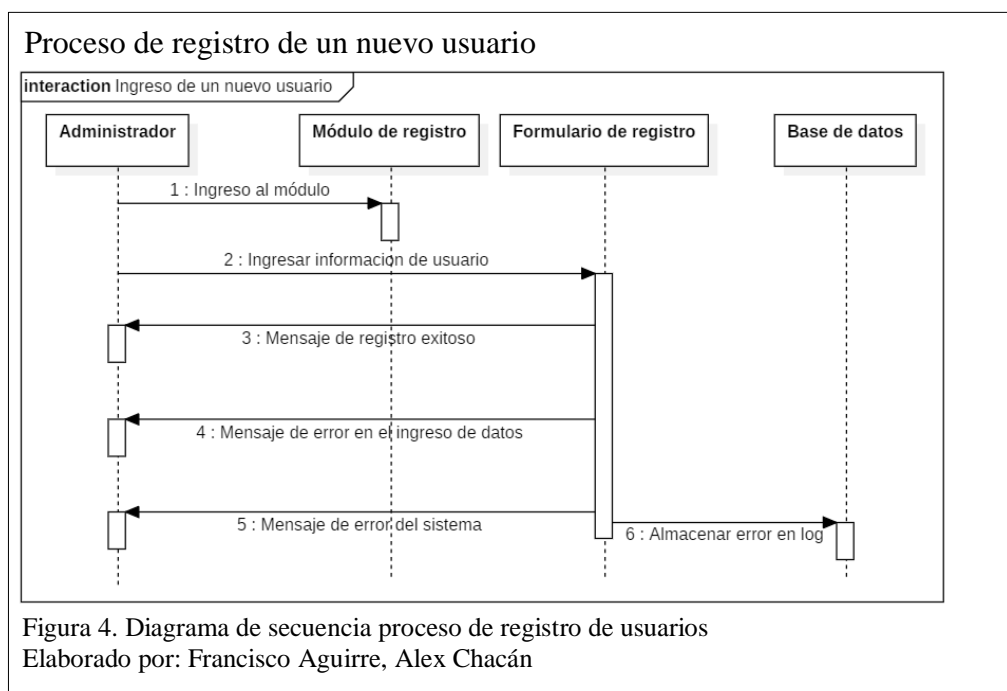 Proceso de registro de un nuevo usuario
interaction Ingreso de un nuevo usuario
Administrador
Módulo de registro
Formulario de registro
Base de datos
1 : Ingreso al módulo
2 : Ingresar informacion de usuario
3 : Mensaje de registro exitoso
4 : Mensaje de error en el ingreso de datos
5 : Mensaje de error del sistema
6 : Almacenar error en log
Figura 4. Diagrama de secuencia proceso de registro de usuarios
Elaborado por: Francisco Aguirre, Alex Chacán